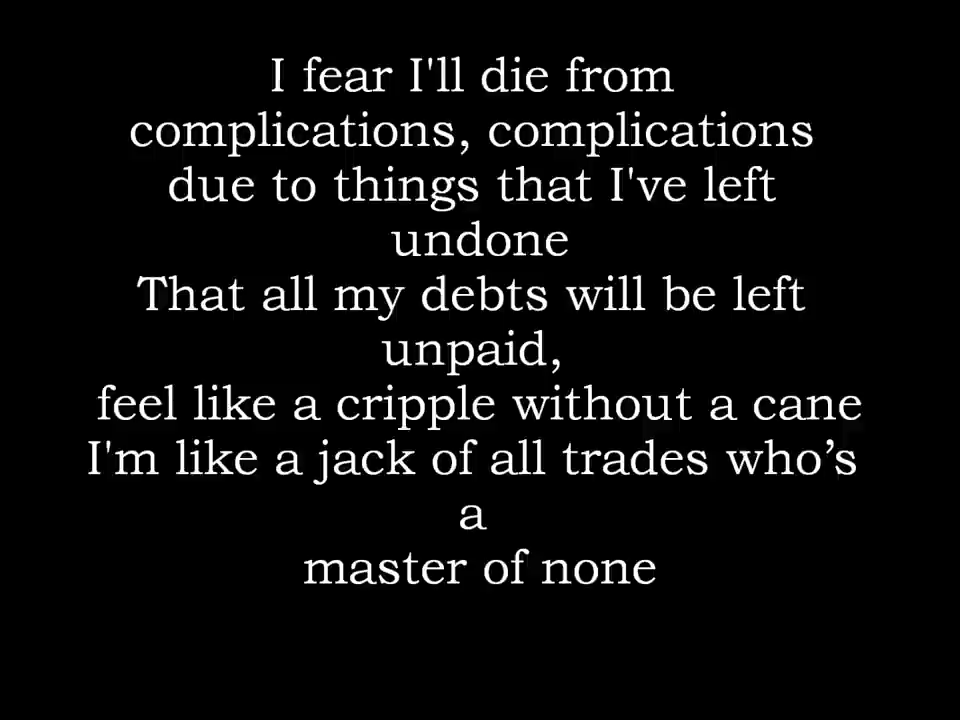 I fear I'll die from
complications, complications
due to things that I've left
undone
That all my debts will be left
unpaid,
feel like a cripple without a cane
I'm like a jack of all trades who’s
a
master of none